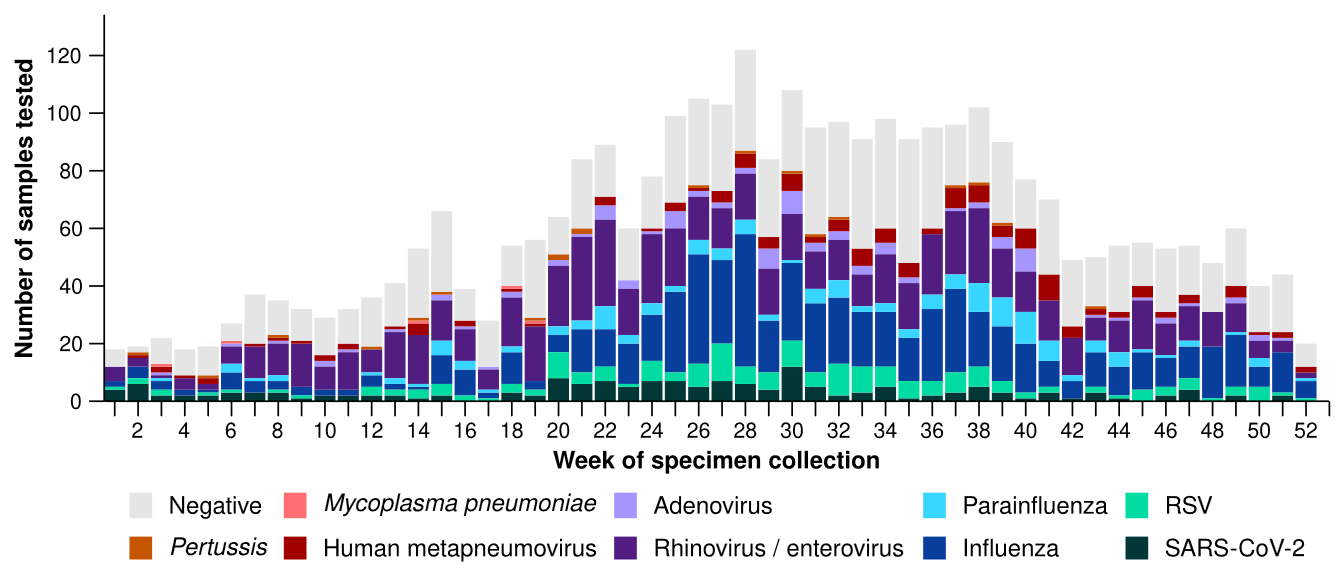 Number of samples tested
120
100
80
60
40
20
0
2 4 6 8 10 12 14 16 18 20 22 24 26 28 30 32 34 36 38 40 42 44 46 48 50 52
Week of specimen collection
Negative Mycoplasma pneumoniae Adenovirus Parainfluenza RSV
Pertussis Human metapneumovirus Rhinovirus / enterovirus Influenza SARS-CoV-2